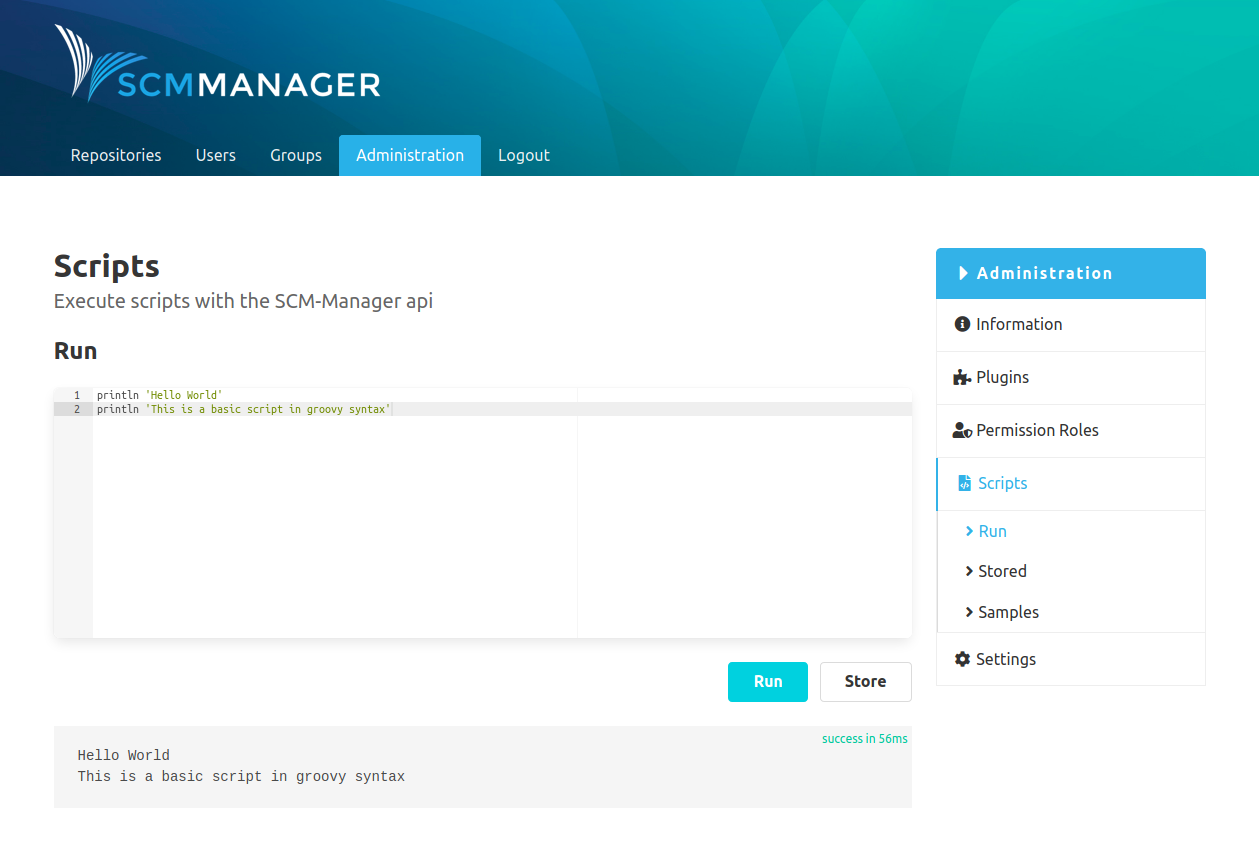 SCMMANAGER
Repositories Users Groups Administration Logout
Scripts
Execute scripts with the SCM-Manager api
Run
1 println 'Hello World'
2 println 'This is a basic script in groovy syntax'
Run Store
success in 56ms
Hello World
This is a basic script in groovy syntax
Administration
Information
Plugins
Permission Roles
Scripts
Run
Stored
Samples
Settings